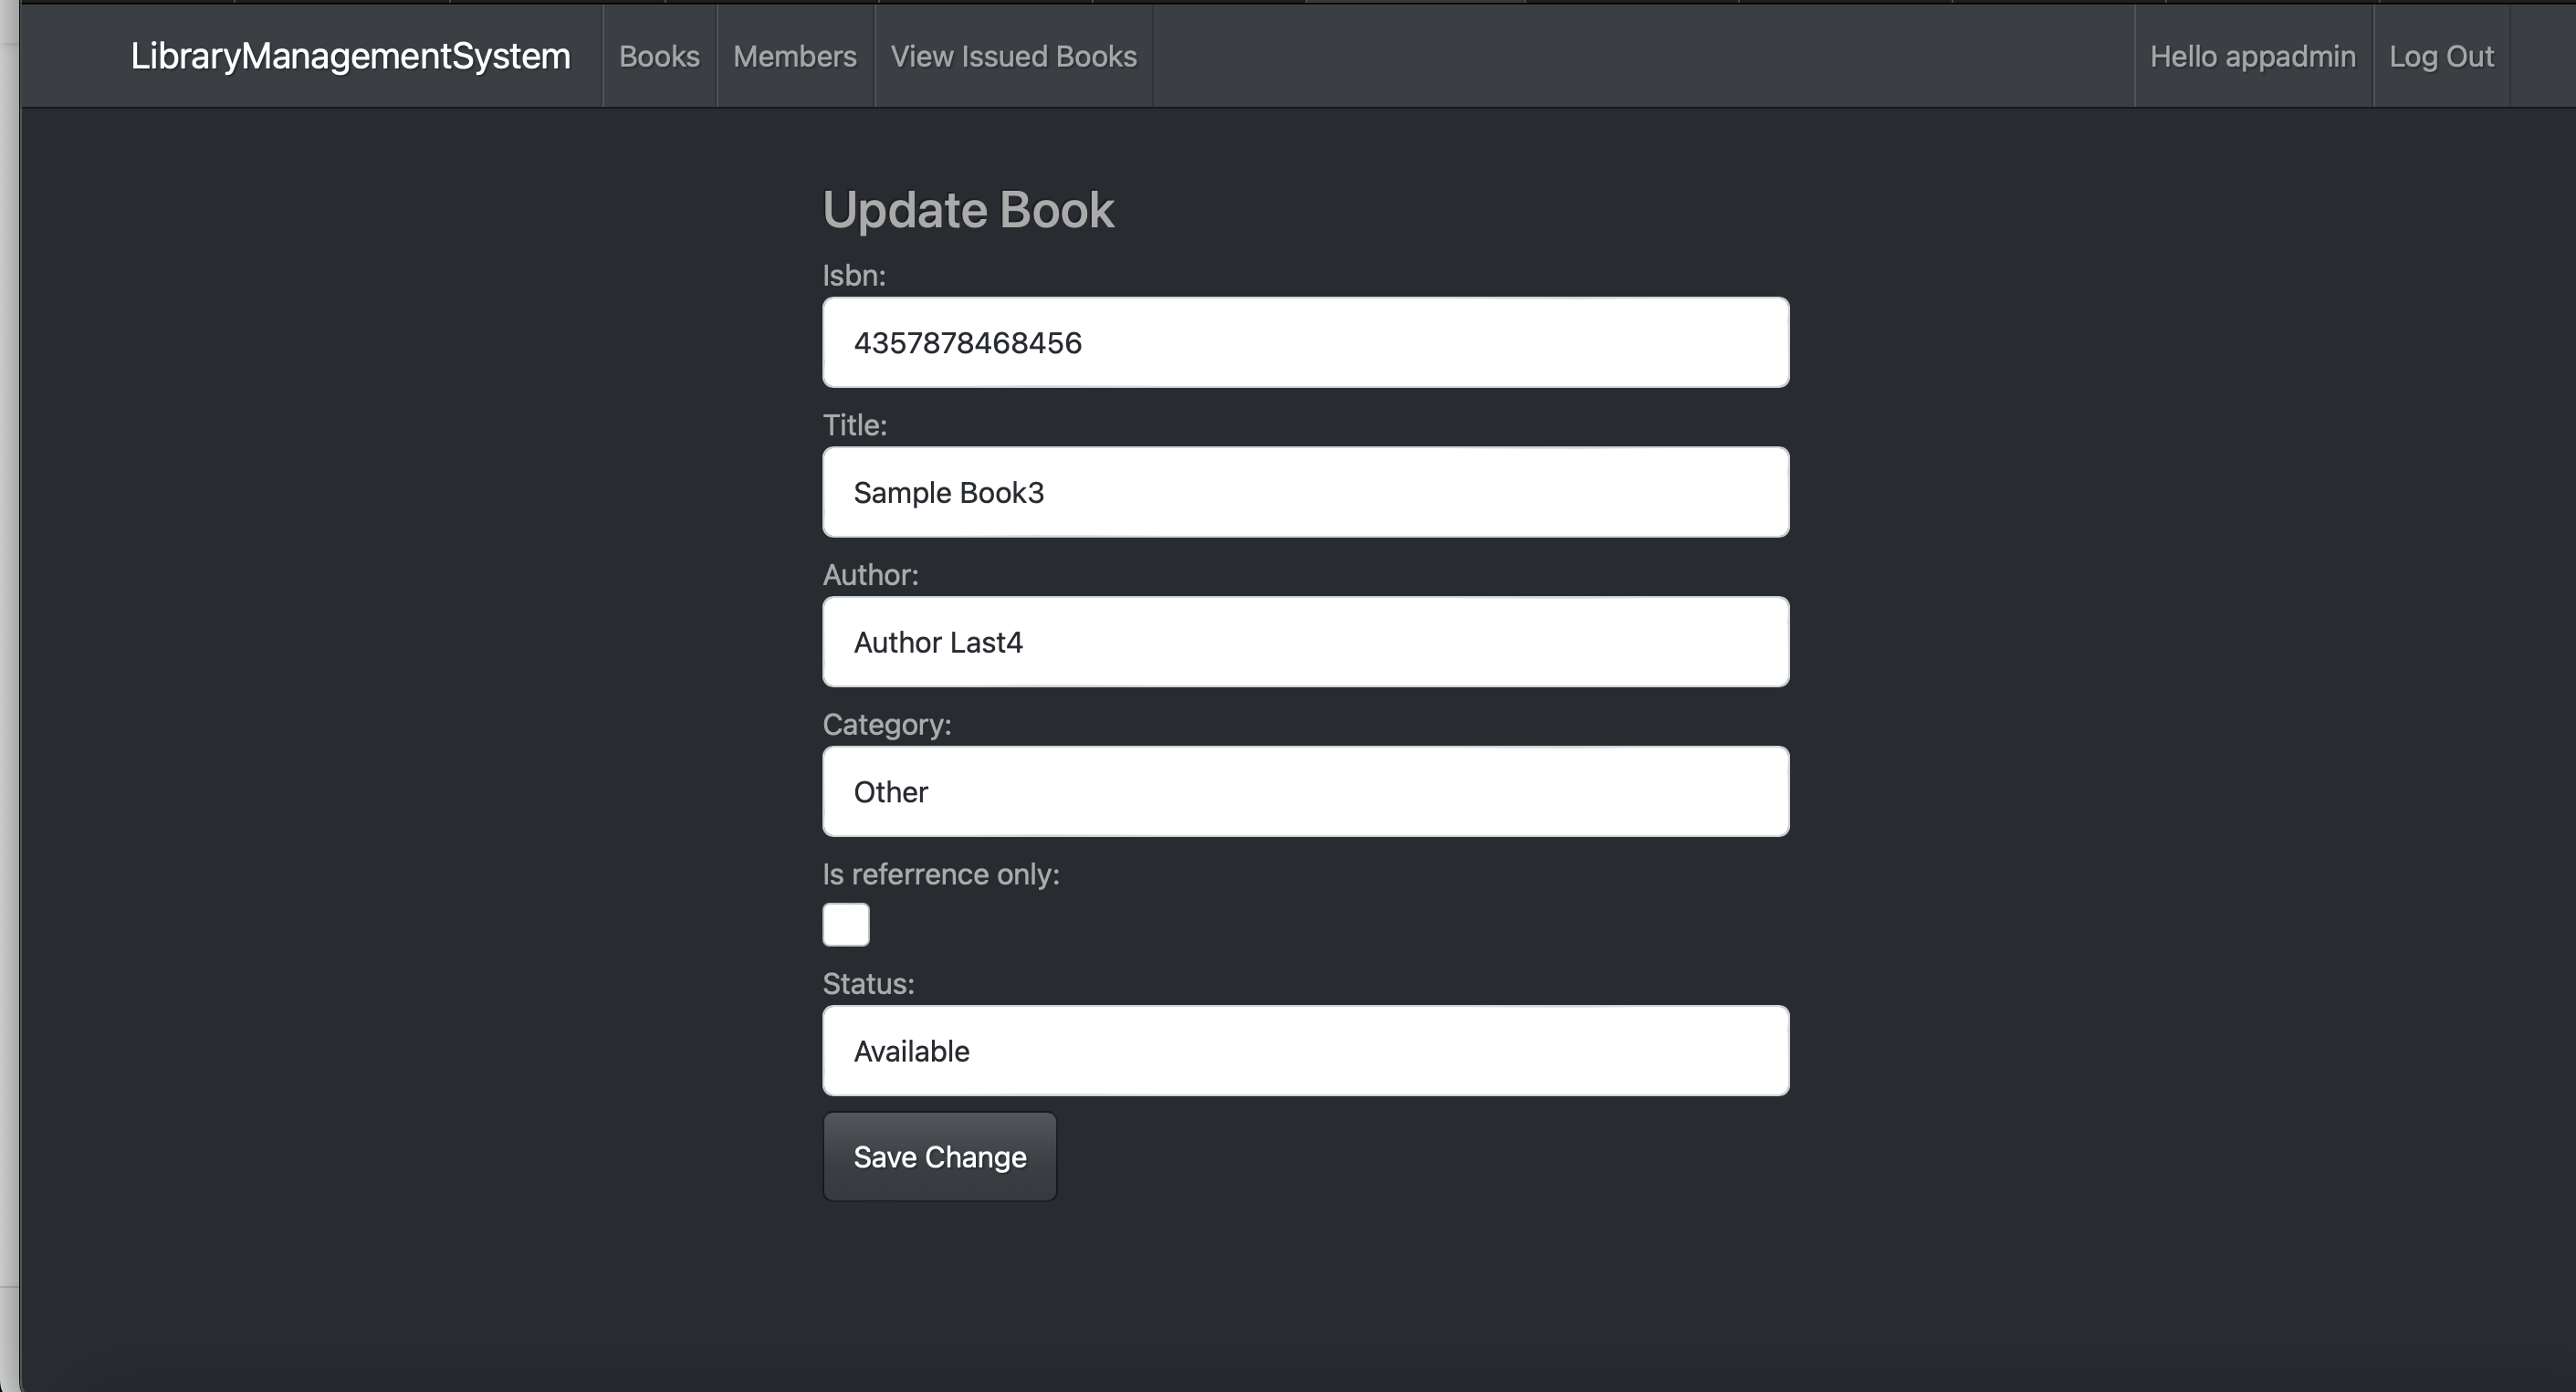 LibraryManagementSystem Books Members View Issued Books Hello appadmin Log Out
Update Book
Isbn:
4357878468456
Title:
Sample Book3
Author:
Author Last4
Category:
Other
Is referrence only:
Status:
Available
Save Change